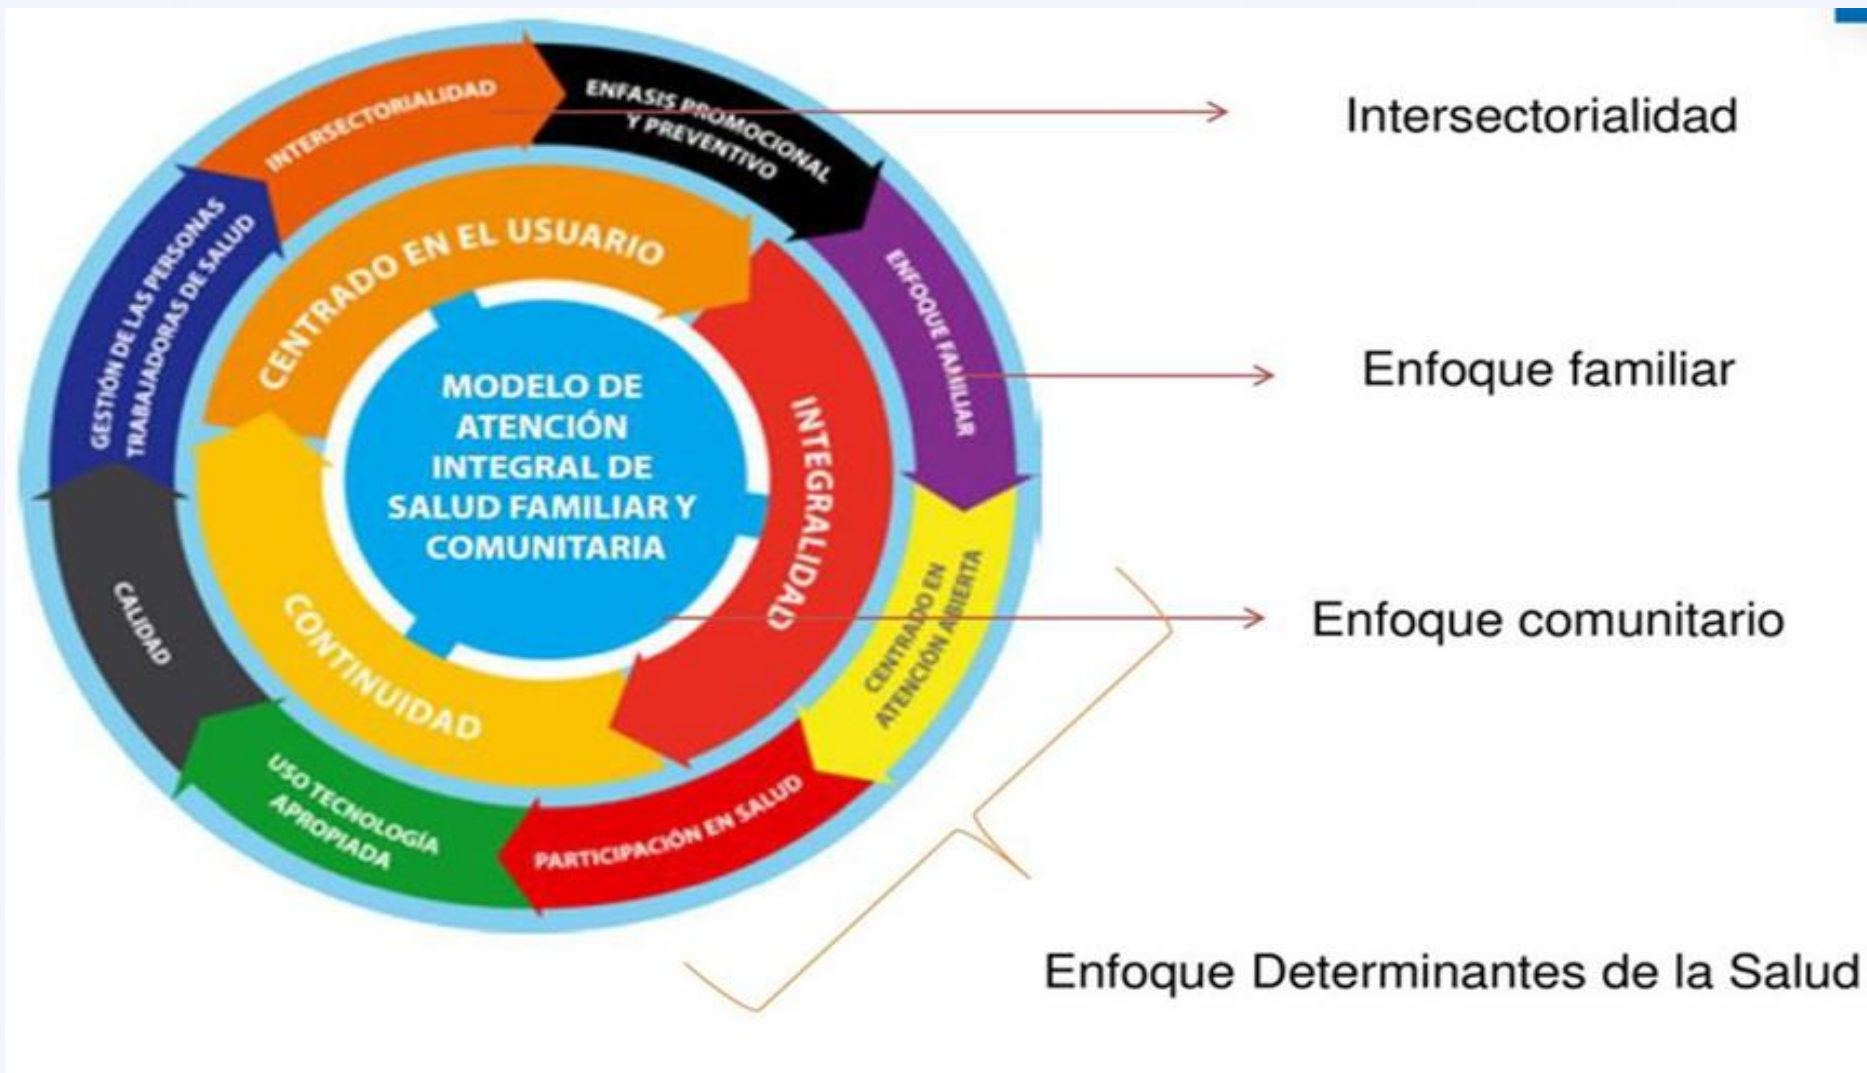 INTERSECTORIALIDAD
ENFASIS PROMOCIONAL
Y PREVENTIVO
ENFOQUE FAMILIAR
CENTRADO EN
ATENCIÓN ABIERTA
PARTICIPACIÓN EN SALUD
USO TECNOLOGÍA
APROPIADA
CALIDAD
GESTIÓN DE LAS PERSONAS
TRABAJADORAS DE SALUD
CENTRADO EN EL USUARIO
INTEGRALIDAD
CONTINUIDAD
MODELO DE
ATENCIÓN
INTEGRAL DE
SALUD FAMILIAR Y
COMUNITARIA
Intersectorialidad
Enfoque familiar
Enfoque comunitario
Enfoque Determinantes de la Salud